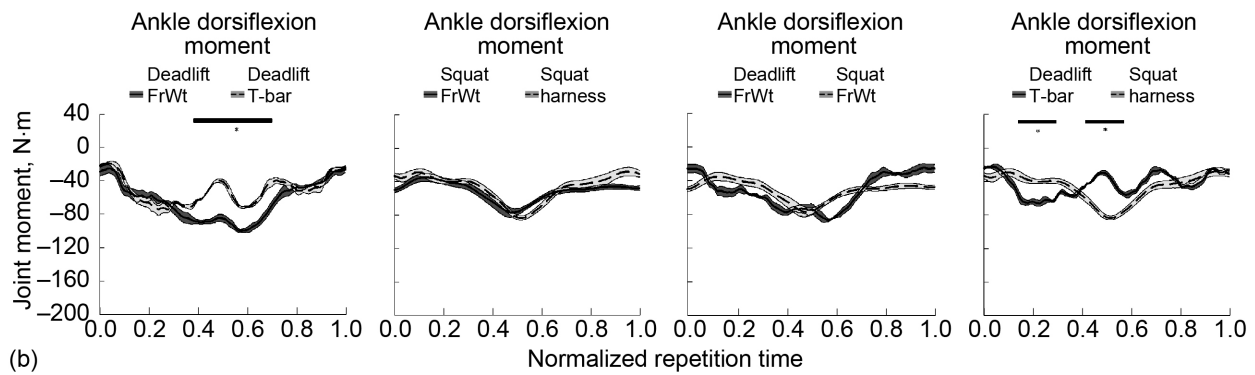 Ankle dorsiflexion moment
Deadlift FrWt
Deadlift T-bar
Ankle dorsiflexion moment
Squat FrWt
Squat harness
Ankle dorsiflexion moment
Deadlift FrWt
Squat FrWt
Ankle dorsiflexion moment
Deadlift T-bar
Squat harness
Joint moment, N·m
40
0
−40
−80
−120
−160
−200
*
*
*
0.0 0.2 0.4 0.6 0.8 1.0
0.0 0.2 0.4 0.6 0.8 1.0
0.0 0.2 0.4 0.6 0.8 1.0
0.0 0.2 0.4 0.6 0.8 1.0
(b)
Normalized repetition time